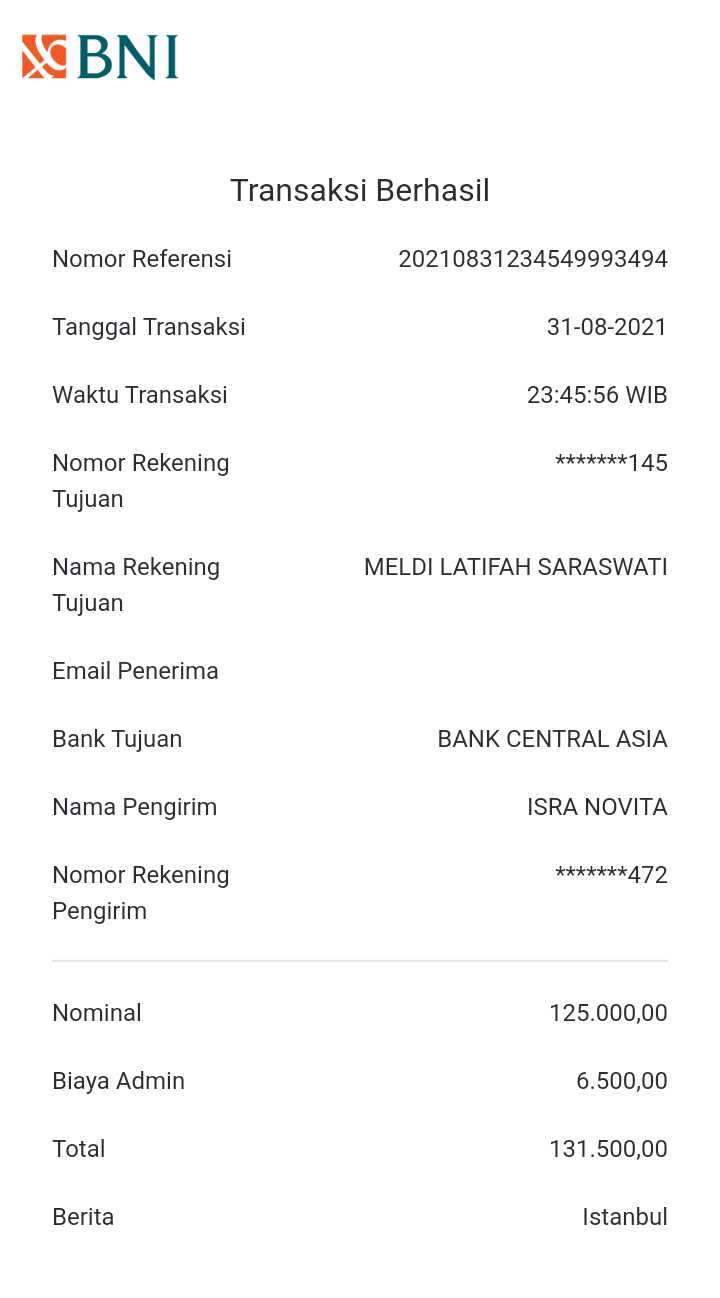 BNI
Transaksi Berhasil
Nomor Referensi 20210831234549993494
Tanggal Transaksi 31-08-2021
Waktu Transaksi 23:45:56 WIB
Nomor Rekening *******145
Tujuan
Nama Rekening MELDI LATIFAH SARASWATI
Tujuan
Email Penerima
Bank Tujuan BANK CENTRAL ASIA
Nama Pengirim ISRA NOVITA
Nomor Rekening *******472
Pengirim
Nominal 125.000,00
Biaya Admin 6.500,00
Total 131.500,00
Berita Istanbul